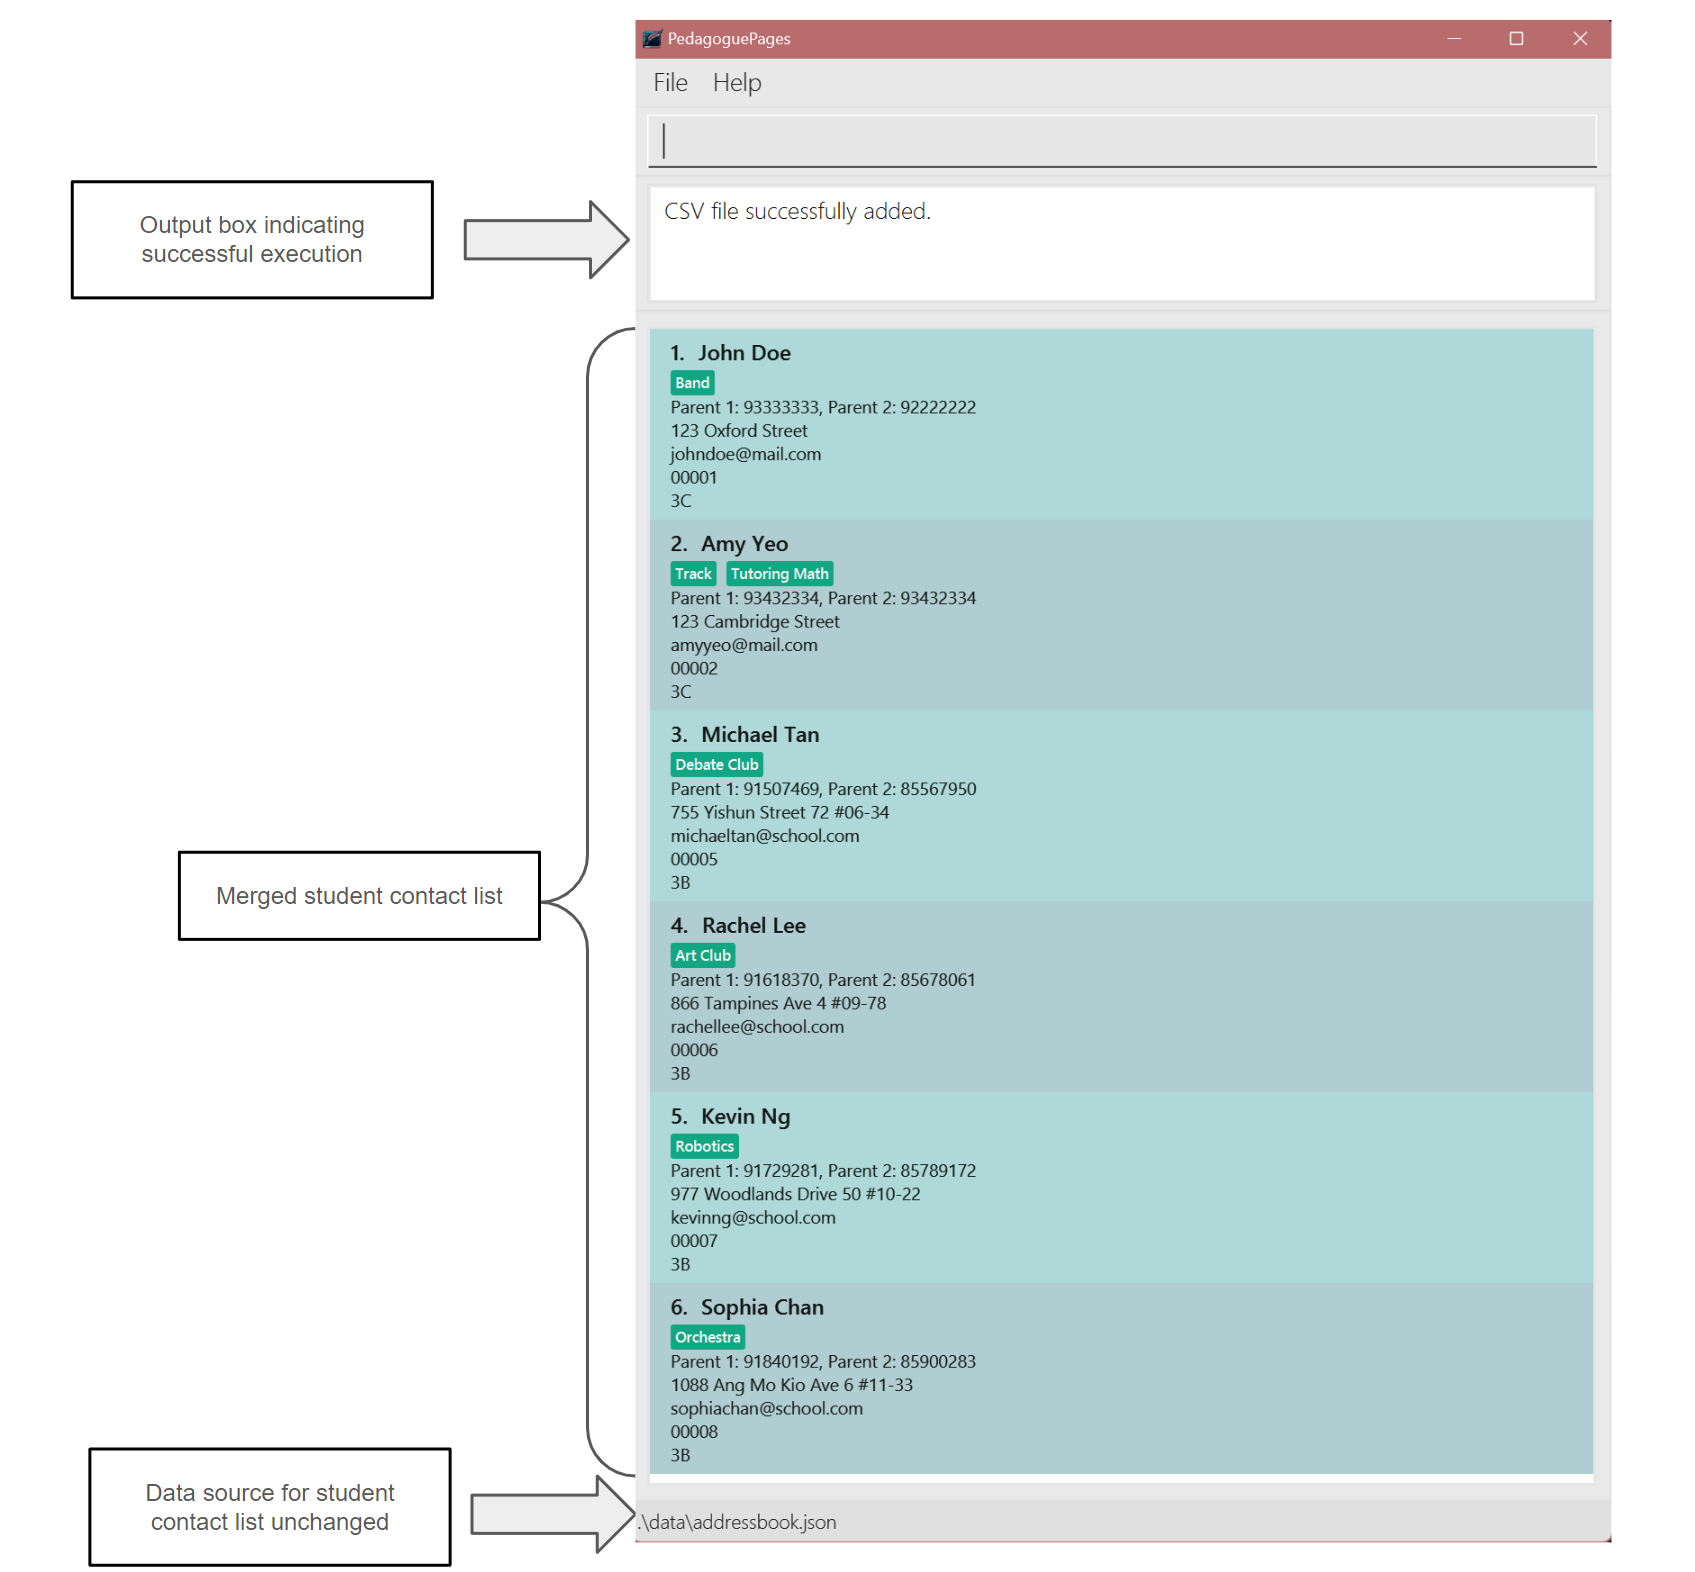 PedagoguePages
File Help
Output box indicating
successful execution
CSV file successfully added.
1. John Doe
Band
Parent 1: 93333333, Parent 2: 92222222
123 Oxford Street
johndoe@mail.com
00001
3C
2. Amy Yeo
Track Tutoring Math
Parent 1: 93432334, Parent 2: 93432334
123 Cambridge Street
amyyeo@mail.com
00002
3C
3. Michael Tan
Debate Club
Parent 1: 91507469, Parent 2: 85567950
755 Yishun Street 72 #06-34
michaeltan@school.com
00005
3B
Merged student contact list
4. Rachel Lee
Art Club
Parent 1: 91618370, Parent 2: 85678061
866 Tampines Ave 4 #09-78
rachellee@school.com
00006
3B
5. Kevin Ng
Robotics
Parent 1: 91729281, Parent 2: 85789172
977 Woodlands Drive 50 #10-22
kevinng@school.com
00007
3B
6. Sophia Chan
Orchestra
Parent 1: 91840192, Parent 2: 85900283
1088 Ang Mo Kio Ave 6 #11-33
sophiachan@school.com
00008
3B
Data source for student
contact list unchanged
.\data\addressbook.json